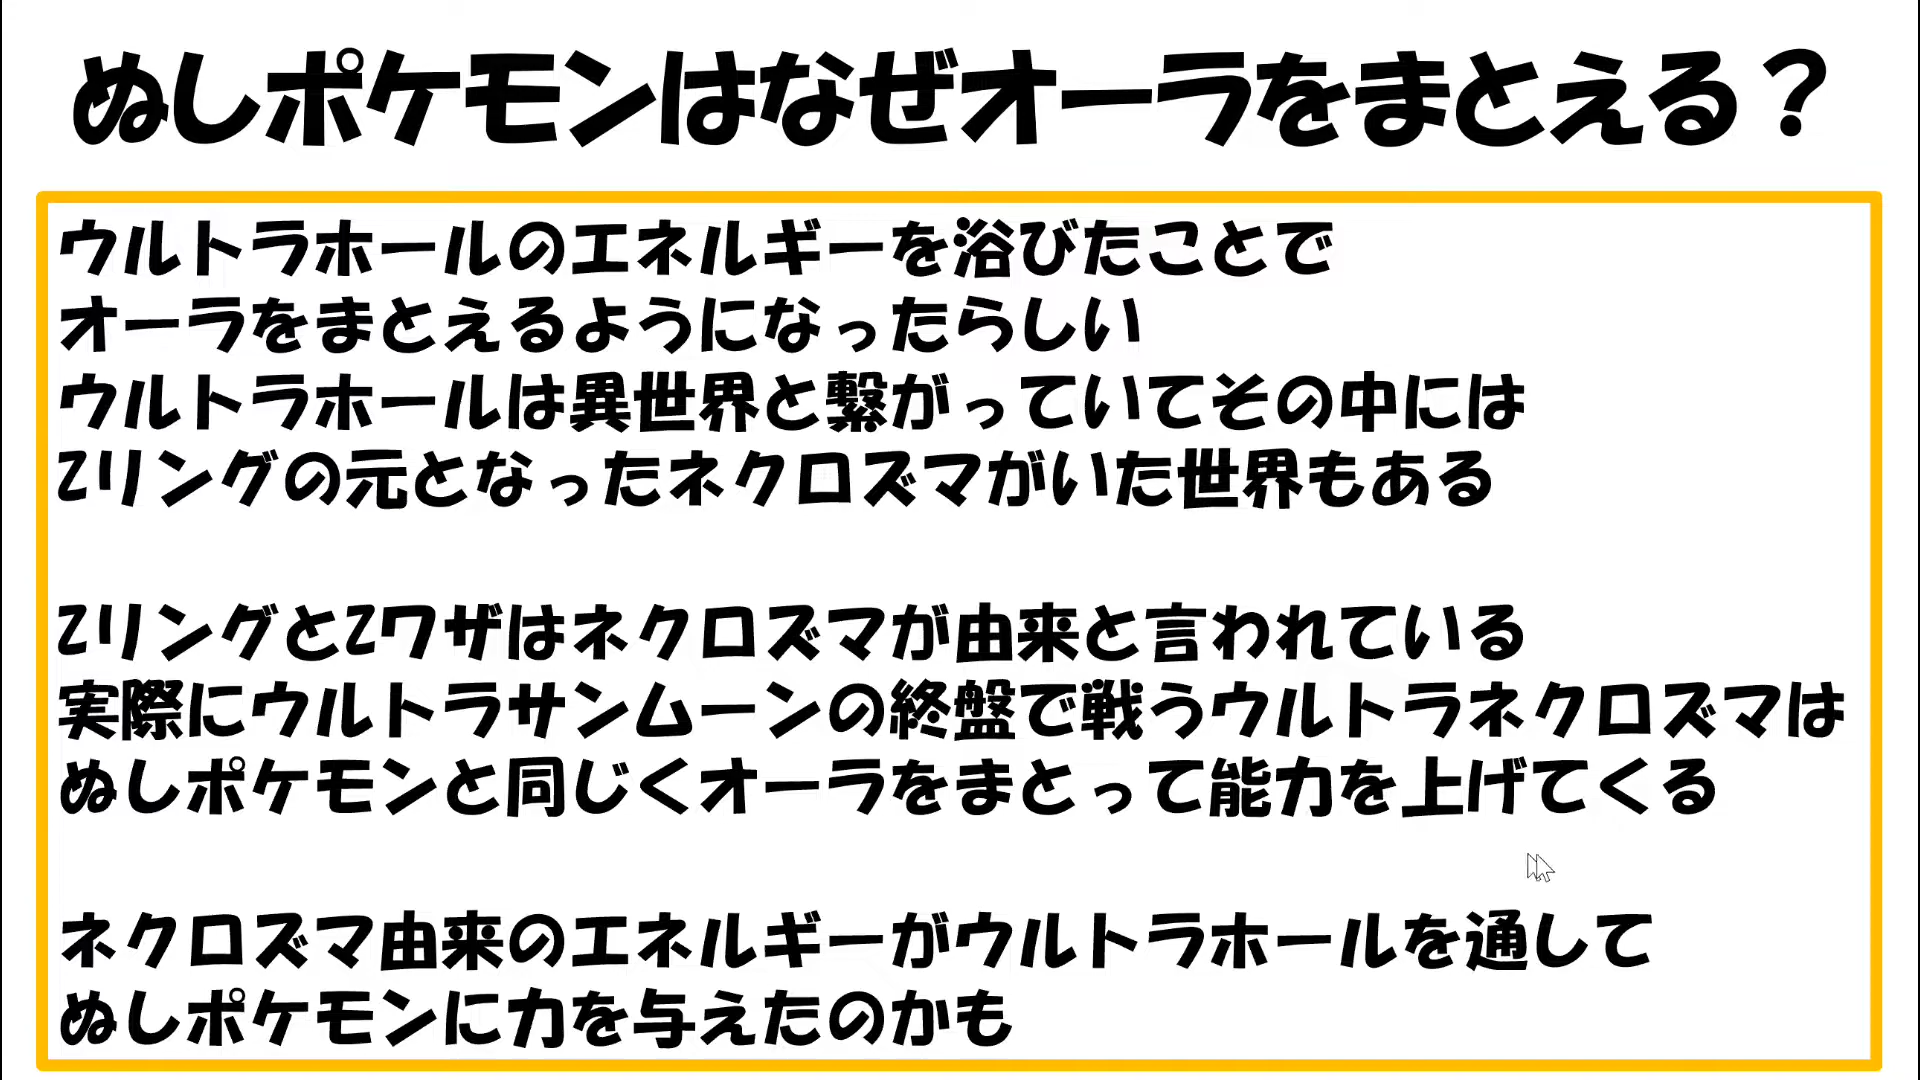 ぬしポケモンはなぜオーラをまとえる？
ウルトラホールのエネルギーを浴びたことで
オーラをまとえるようになったらしい
ウルトラホールは異世界と繋がっていてその中には
Zリングの元となったネクロズマがいた世界もある
ZリングとZワザはネクロズマが由来と言われている
実際にウルトラサンムーンの終盤で戦うウルトラネクロズマは
ぬしポケモンと同じくオーラをまとって能力を上げてくる
ネクロズマ由来のエネルギーがウルトラホールを通して
ぬしポケモンに力を与えたのかも